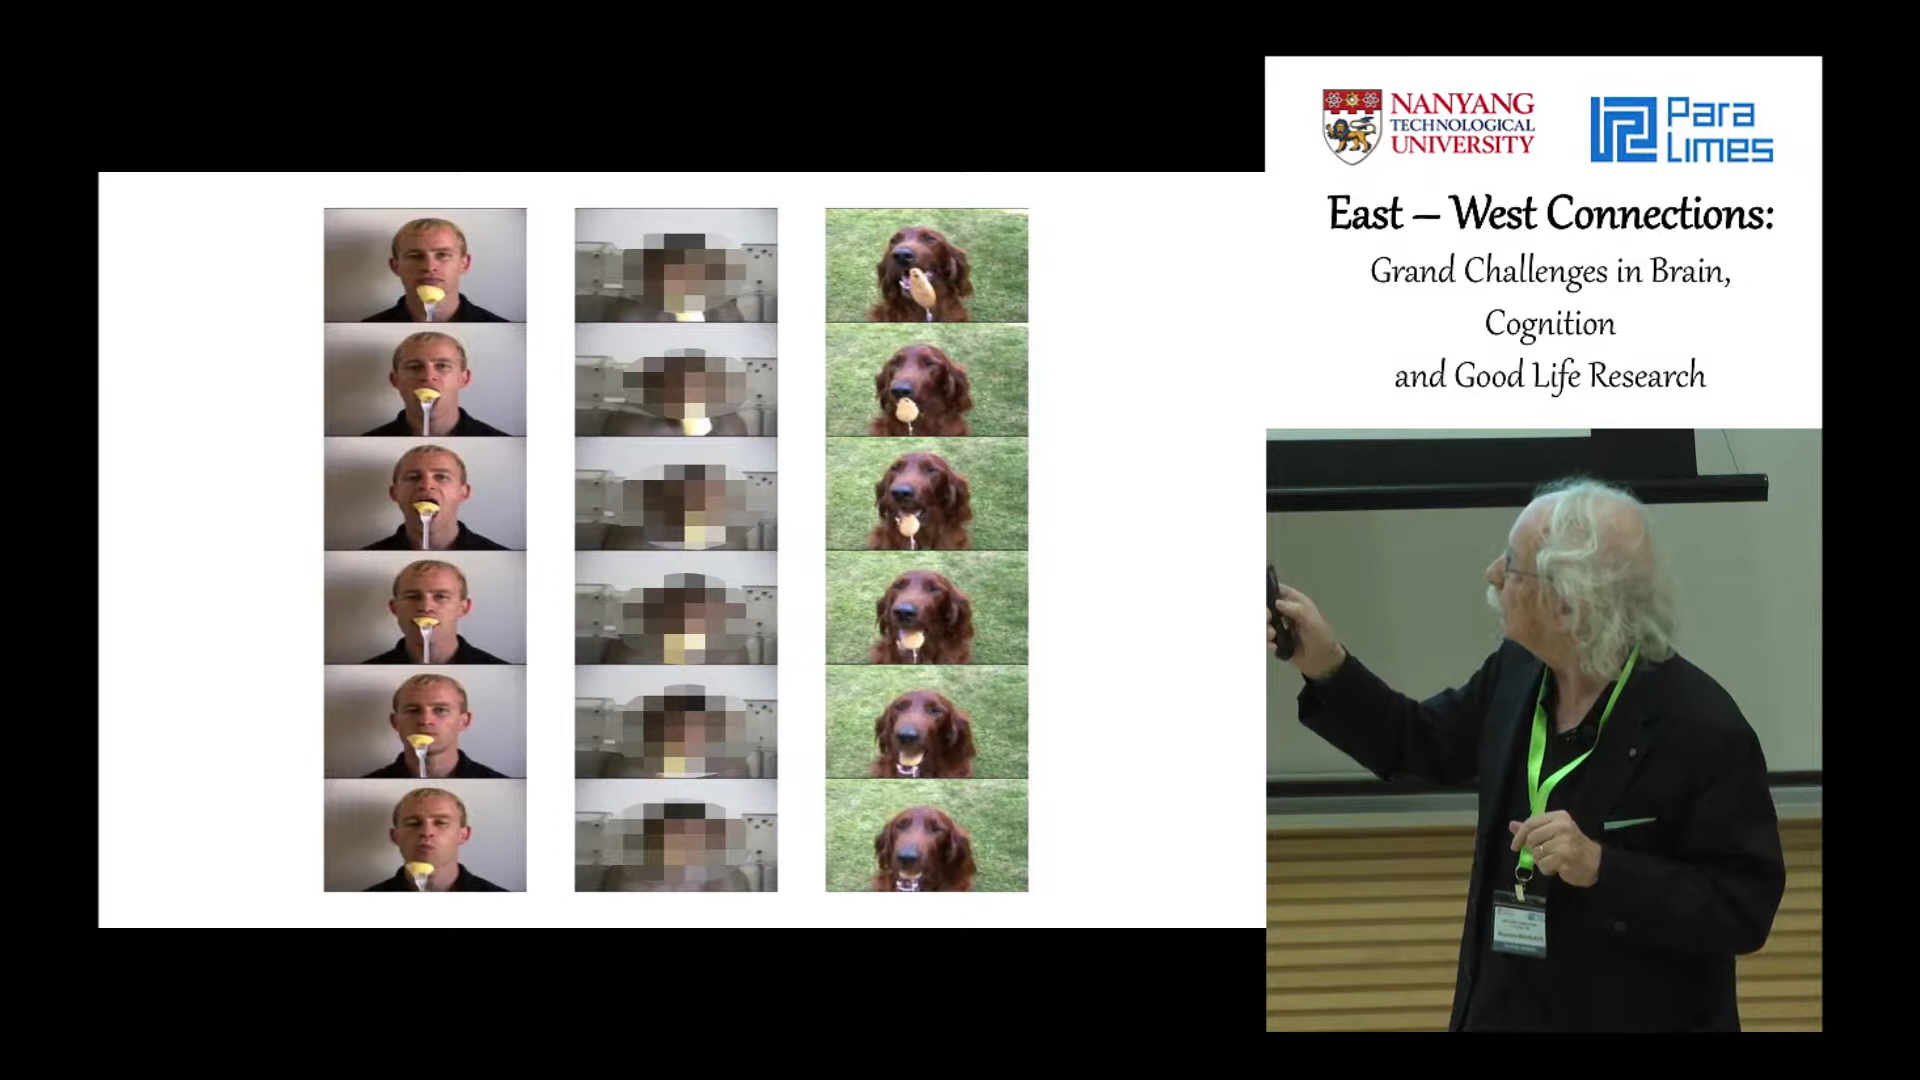 NANYANG
TECHNOLOGICAL
UNIVERSITY
Para
Limes
East – West Connections:
Grand Challenges in Brain,
Cognition
and Good Life Research